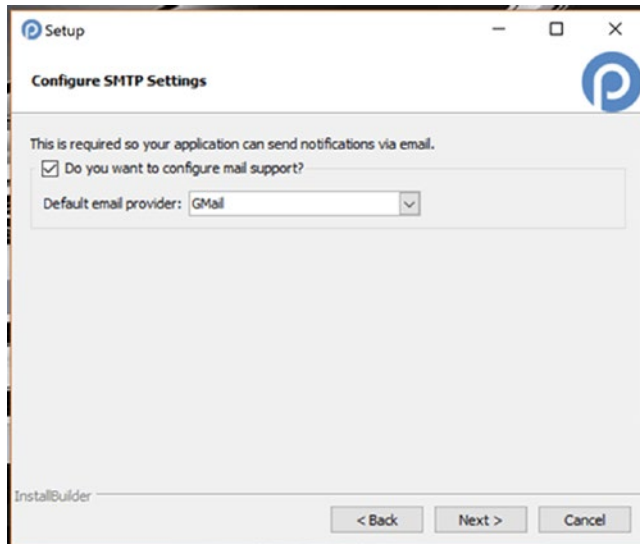 Setup
Configure SMTP Settings
This is required so your application can send notifications via email.
Do you want to configure mail support?
Default email provider: GMail
InstallBuilder
< Back Next > Cancel